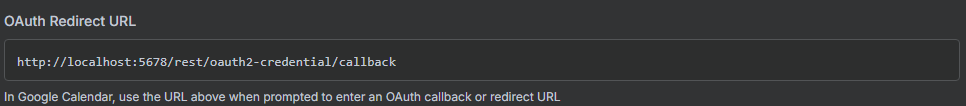 OAuth Redirect URL
http://localhost:5678/rest/oauth2-credential/callback
In Google Calendar, use the URL above when prompted to enter an OAuth callback or redirect URL